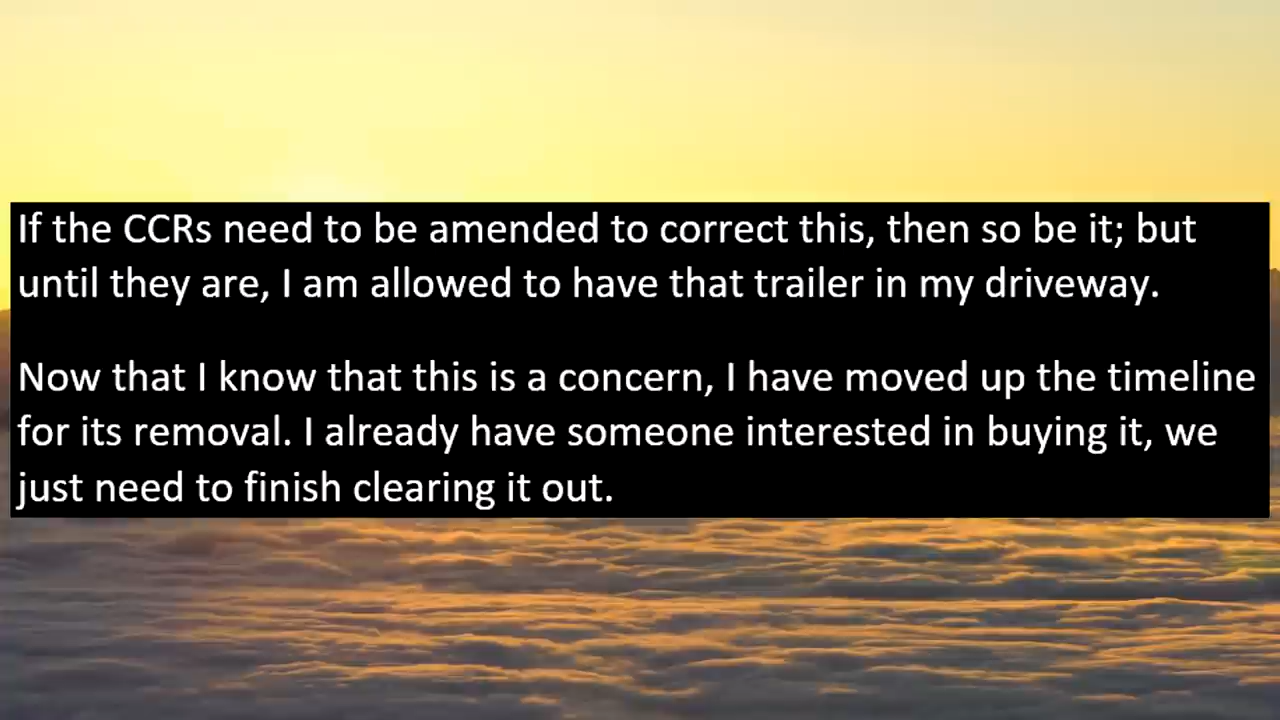 If the CCRs need to be amended to correct this, then so be it; but
until they are, I am allowed to have that trailer in my driveway.
Now that I know that this is a concern, I have moved up the timeline
for its removal. I already have someone interested in buying it, we
just need to finish clearing it out.